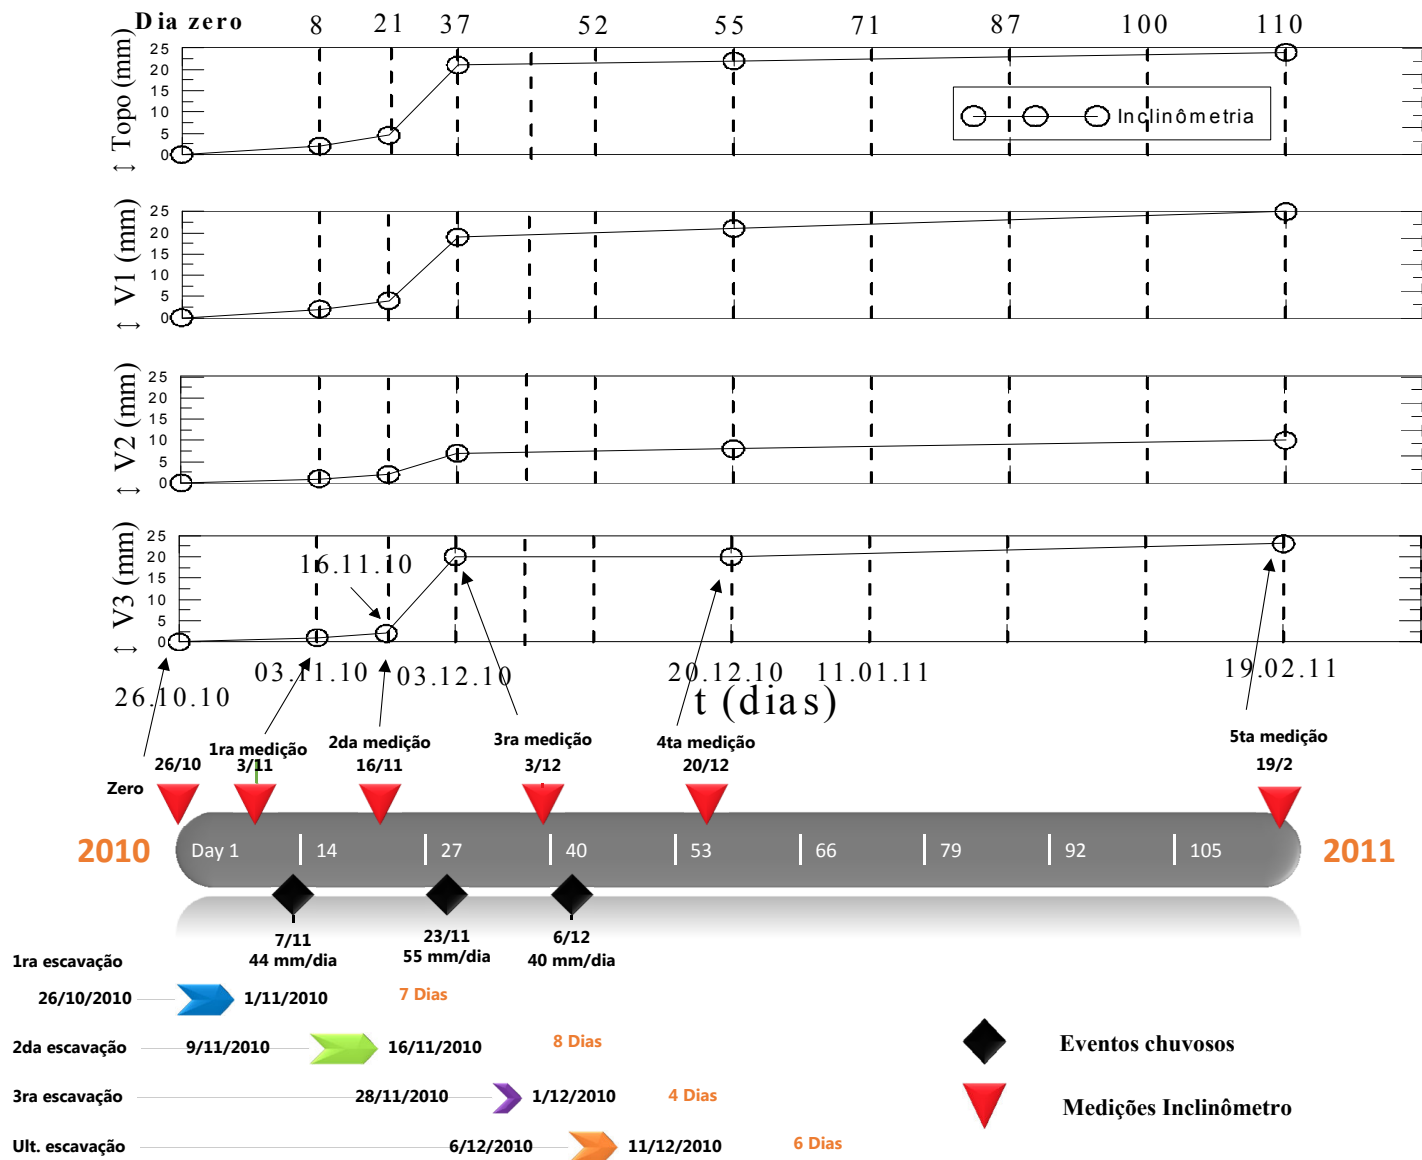 Dia zero 8 21 37 52 55 71 87 100 110
↔ Topo (mm)
25
20
15
10
5
0
Inclinômetria
↔ V1 (mm)
25
20
15
10
5
0
↔ V2 (mm)
25
20
15
10
5
0
↔ V3 (mm)
25
20
15
10
5
0
16.11.10
26.10.10 03.11.10 03.12.10 20.12.10 11.01.11 19.02.11
t (dias)
Zero
26/10
1ra medição
3/11
2da medição
16/11
3ra medição
3/12
4ta medição
20/12
5ta medição
19/2
2010 Day 1 14 27 40 53 66 79 92 105 2011
7/11
44 mm/dia
23/11
55 mm/dia
6/12
40 mm/dia
1ra escavação
26/10/2010 1/11/2010 7 Dias
2da escavação 9/11/2010 16/11/2010 8 Dias
3ra escavação 28/11/2010 1/12/2010 4 Dias
Ult. escavação 6/12/2010 11/12/2010 6 Dias
Eventos chuvosos
Medições Inclinômetro